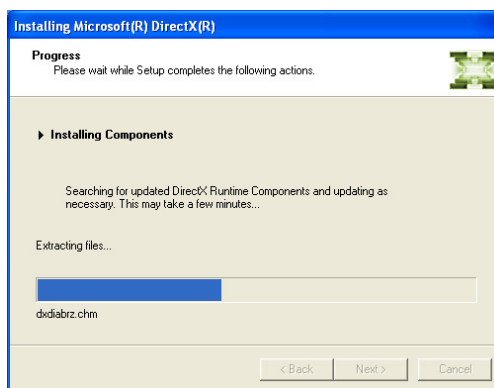 Installing Microsoft(R) DirectX(R)
Progress
Please wait while Setup completes the following actions.
Installing Components
Searching for updated DirectX Runtime Components and updating as
necessary. This may take a few minutes...
Extracting files...
dxdiabrz.chm
< Back Next > Cancel